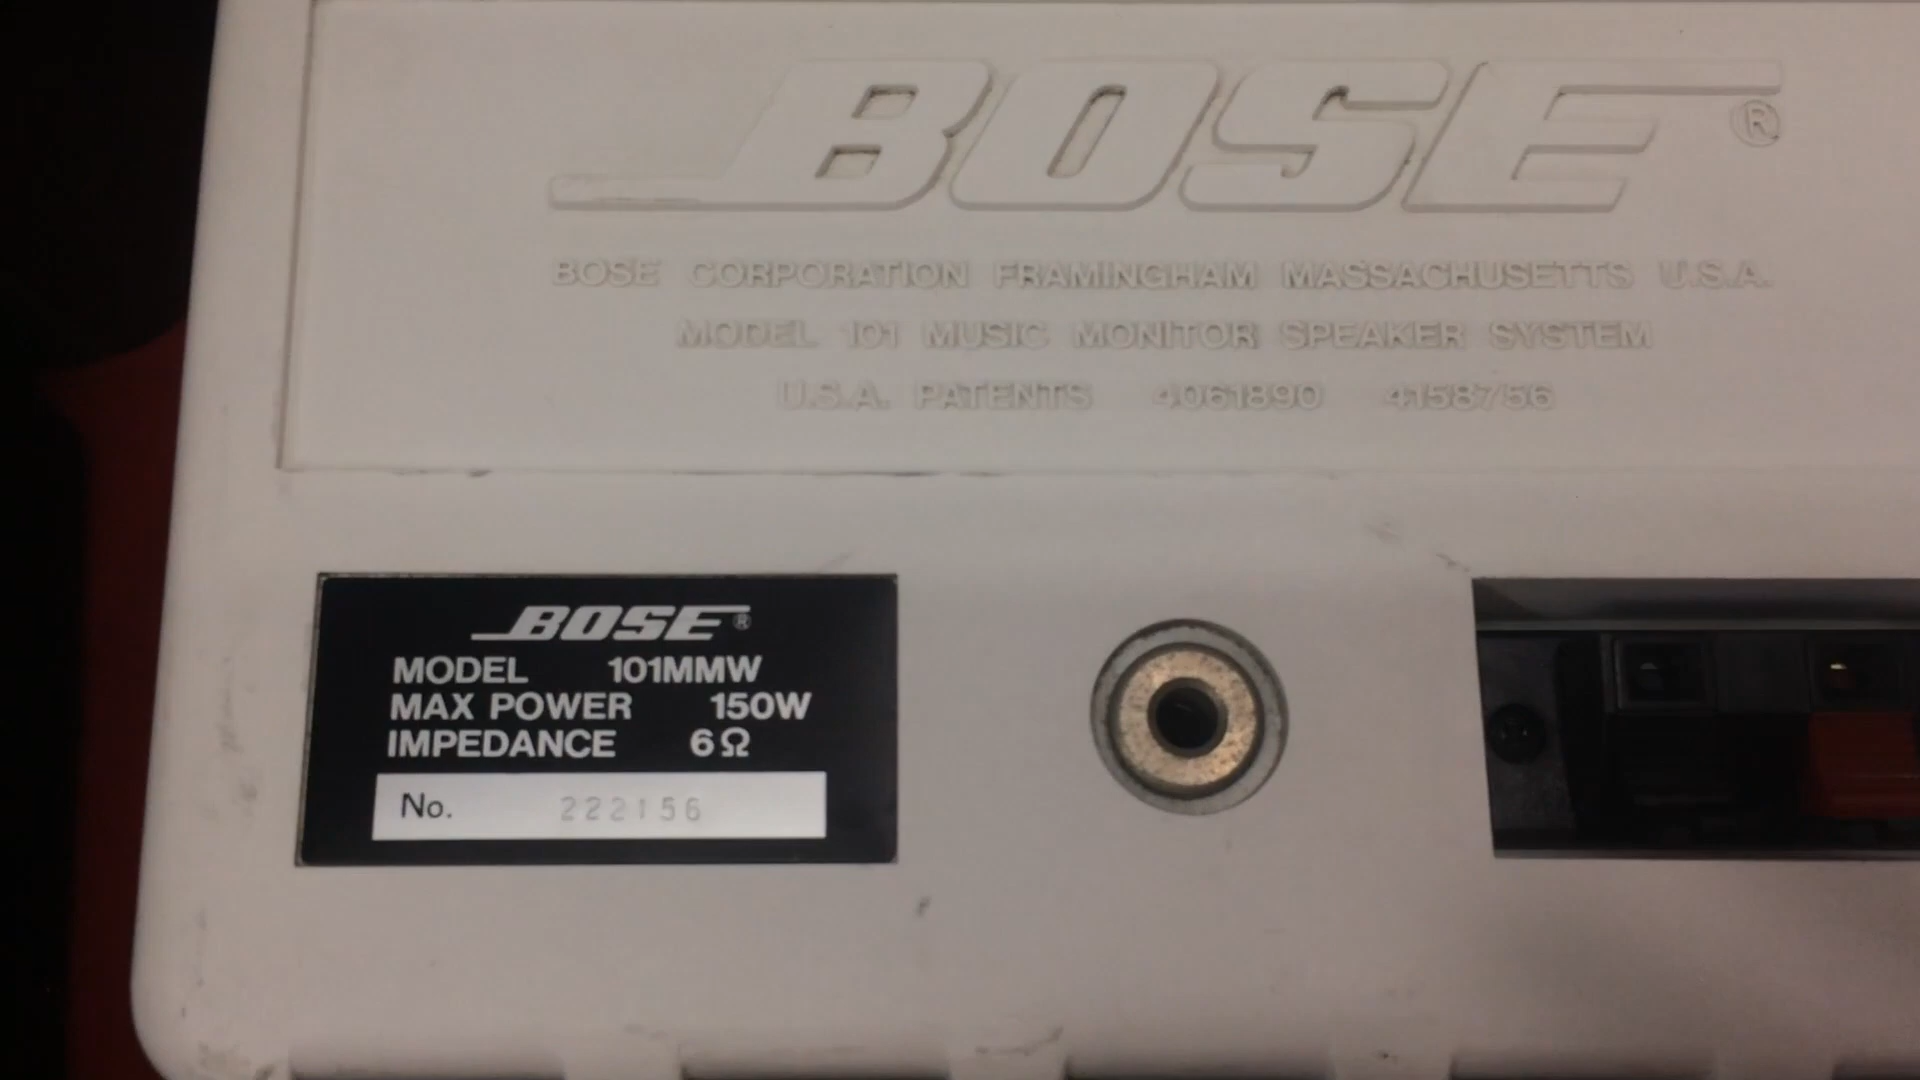 BOSE®
BOSE CORPORATION FRAMINGHAM MASSACHUSETTS U.S.A.
MODEL 101 MUSIC MONITOR SPEAKER SYSTEM
U.S.A. PATENTS 4061890 4158756
BOSE®
MODEL 101MMW
MAX POWER 150W
IMPEDANCE 6Ω
No. 222156